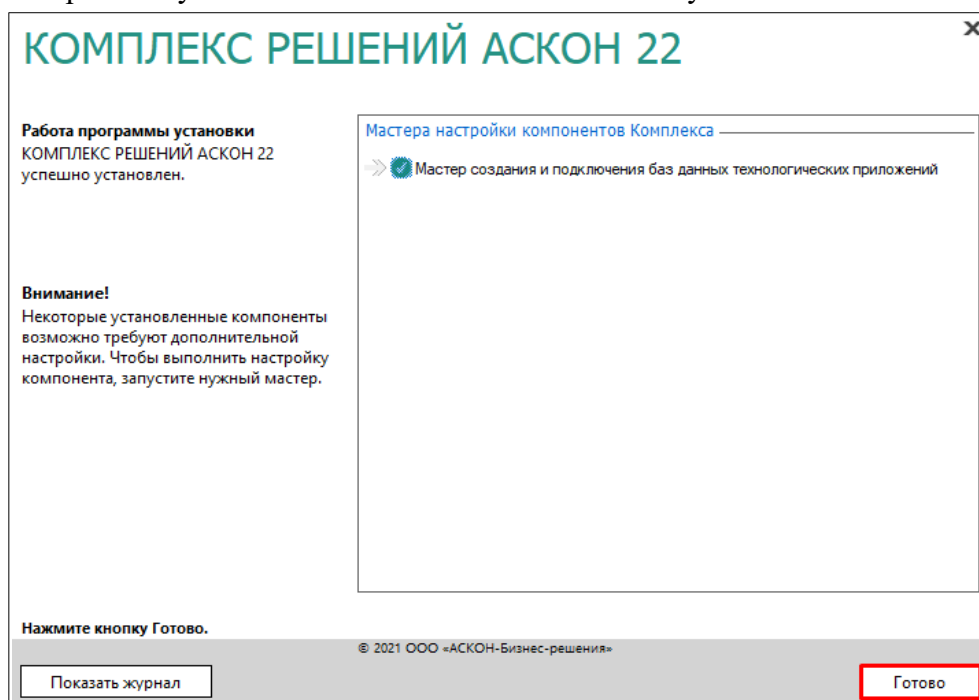 КОМПЛЕКС РЕШЕНИЙ АСКОН 22
Работа программы установки
КОМПЛЕКС РЕШЕНИЙ АСКОН 22
успешно установлен.
Внимание!
Некоторые установленные компоненты
возможно требуют дополнительной
настройки. Чтобы выполнить настройку
компонента, запустите нужный мастер.
Мастера настройки компонентов Комплекса
Мастер создания и подключения баз данных технологических приложений
Нажмите кнопку Готово.
© 2021 ООО «АСКОН-Бизнес-решения»
Показать журнал
Готово